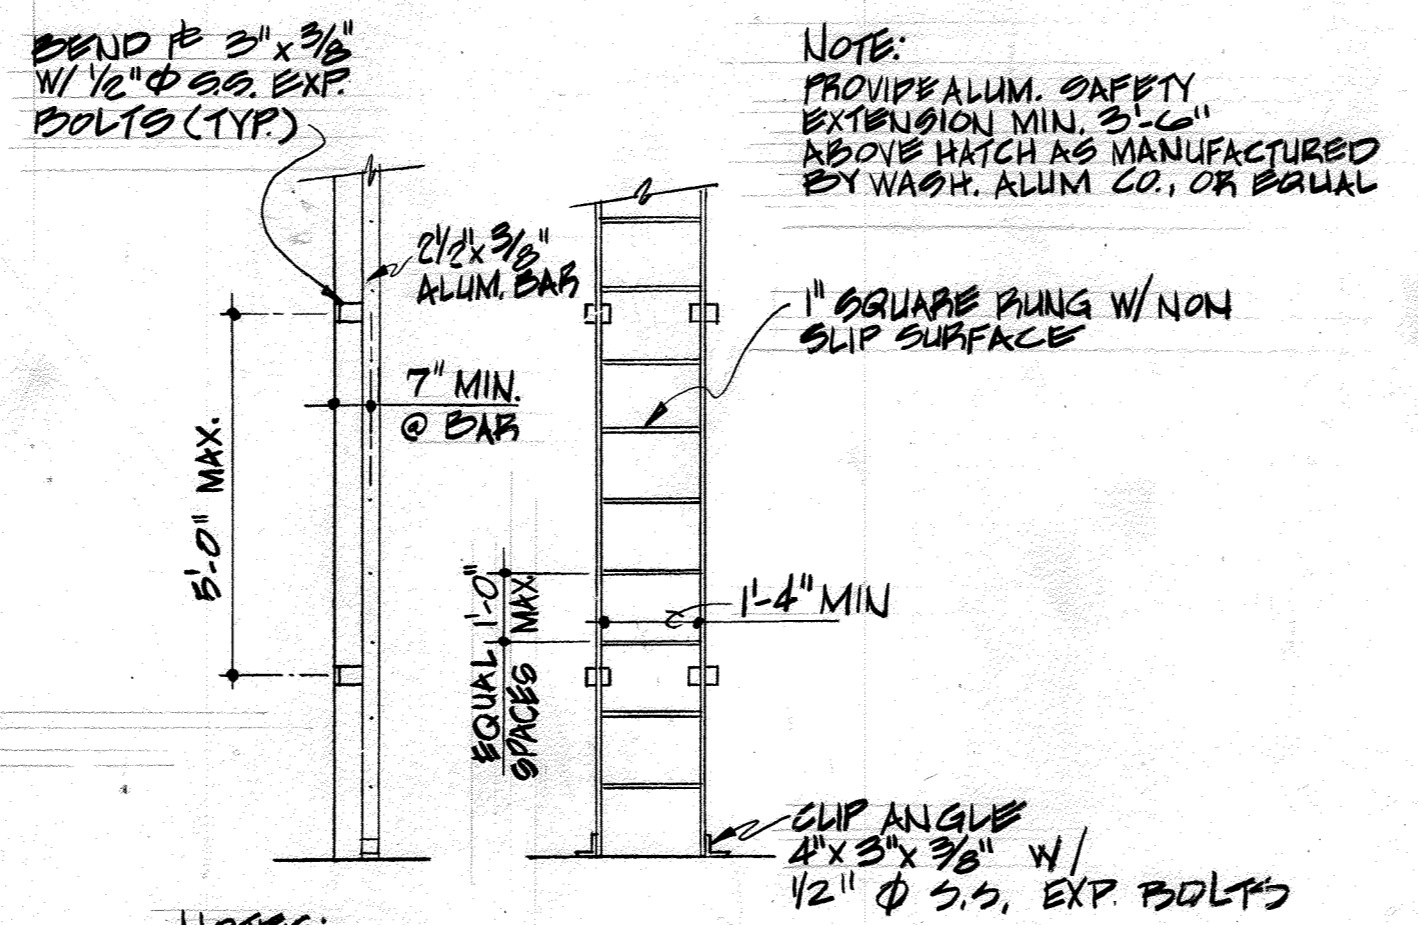 BEND PL 3" x 3/8"
W/ 1/2" Φ S.S. EXP.
BOLTS (TYP.)
NOTE:
PROVIDE ALUM. SAFETY
EXTENSION MIN. 3'-6"
ABOVE HATCH AS MANUFACTURED
BY WASH. ALUM CO., OR EQUAL
2 1/2" x 3/8"
ALUM. BAR
1" SQUARE RUNG W/ NON
SLIP SURFACE
7" MIN.
@ BAR
5'-0" MAX.
EQUAL 1'-0"
SPACES MAX.
1'-4" MIN
CLIP ANGLE
4" x 3" x 3/8" W/
1/2" Φ S.S. EXP. BOLTS
NOTES: